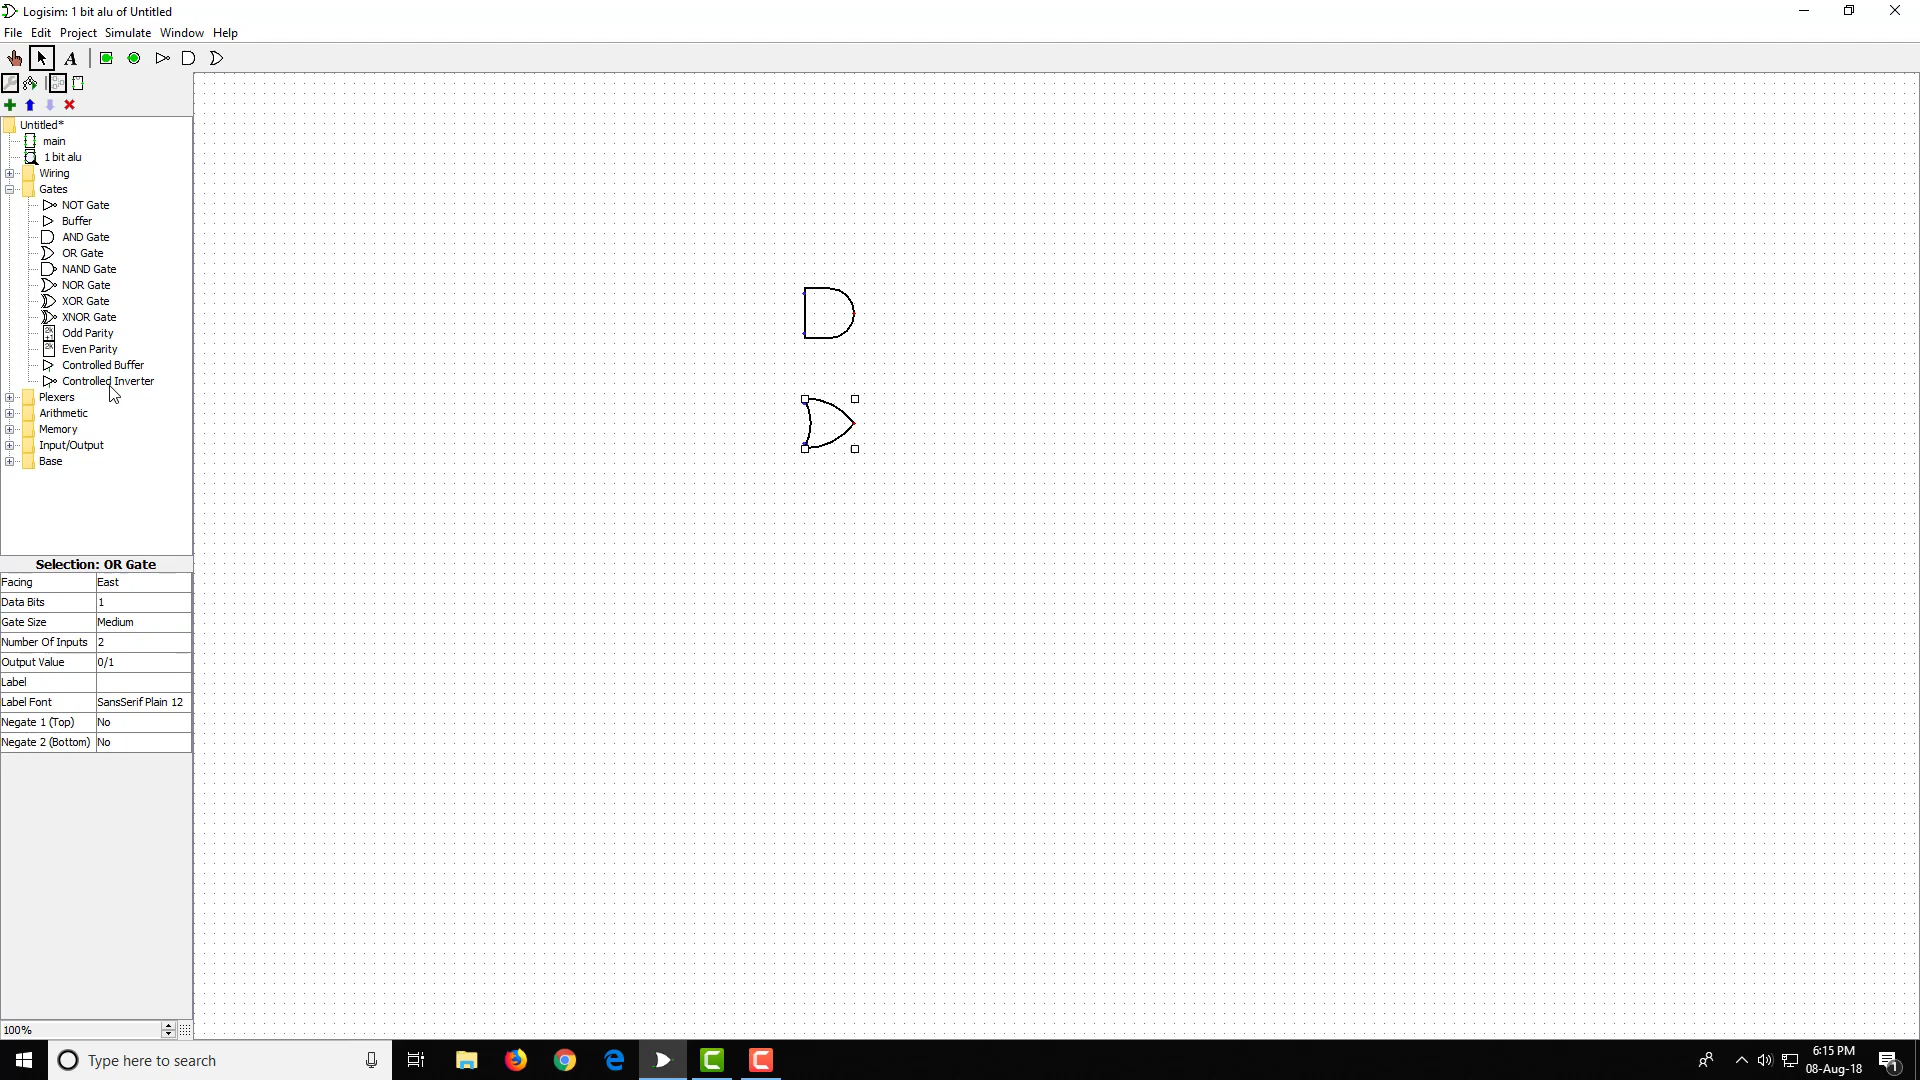 Logisim: 1 bit alu of Untitled
File Edit Project Simulate Window Help
A
Untitled*
main
1 bit alu
Wiring
Gates
NOT Gate
Buffer
AND Gate
OR Gate
NAND Gate
NOR Gate
XOR Gate
XNOR Gate
Odd Parity
Even Parity
Controlled Buffer
Controlled Inverter
Plexers
Arithmetic
Memory
Input/Output
Base
Selection: OR Gate
Facing East
Data Bits 1
Gate Size Medium
Number Of Inputs 2
Output Value 0/1
Label
Label Font SansSerif Plain 12
Negate 1 (Top) No
Negate 2 (Bottom) No
100%
Type here to search
6:15 PM
08-Aug-18
1